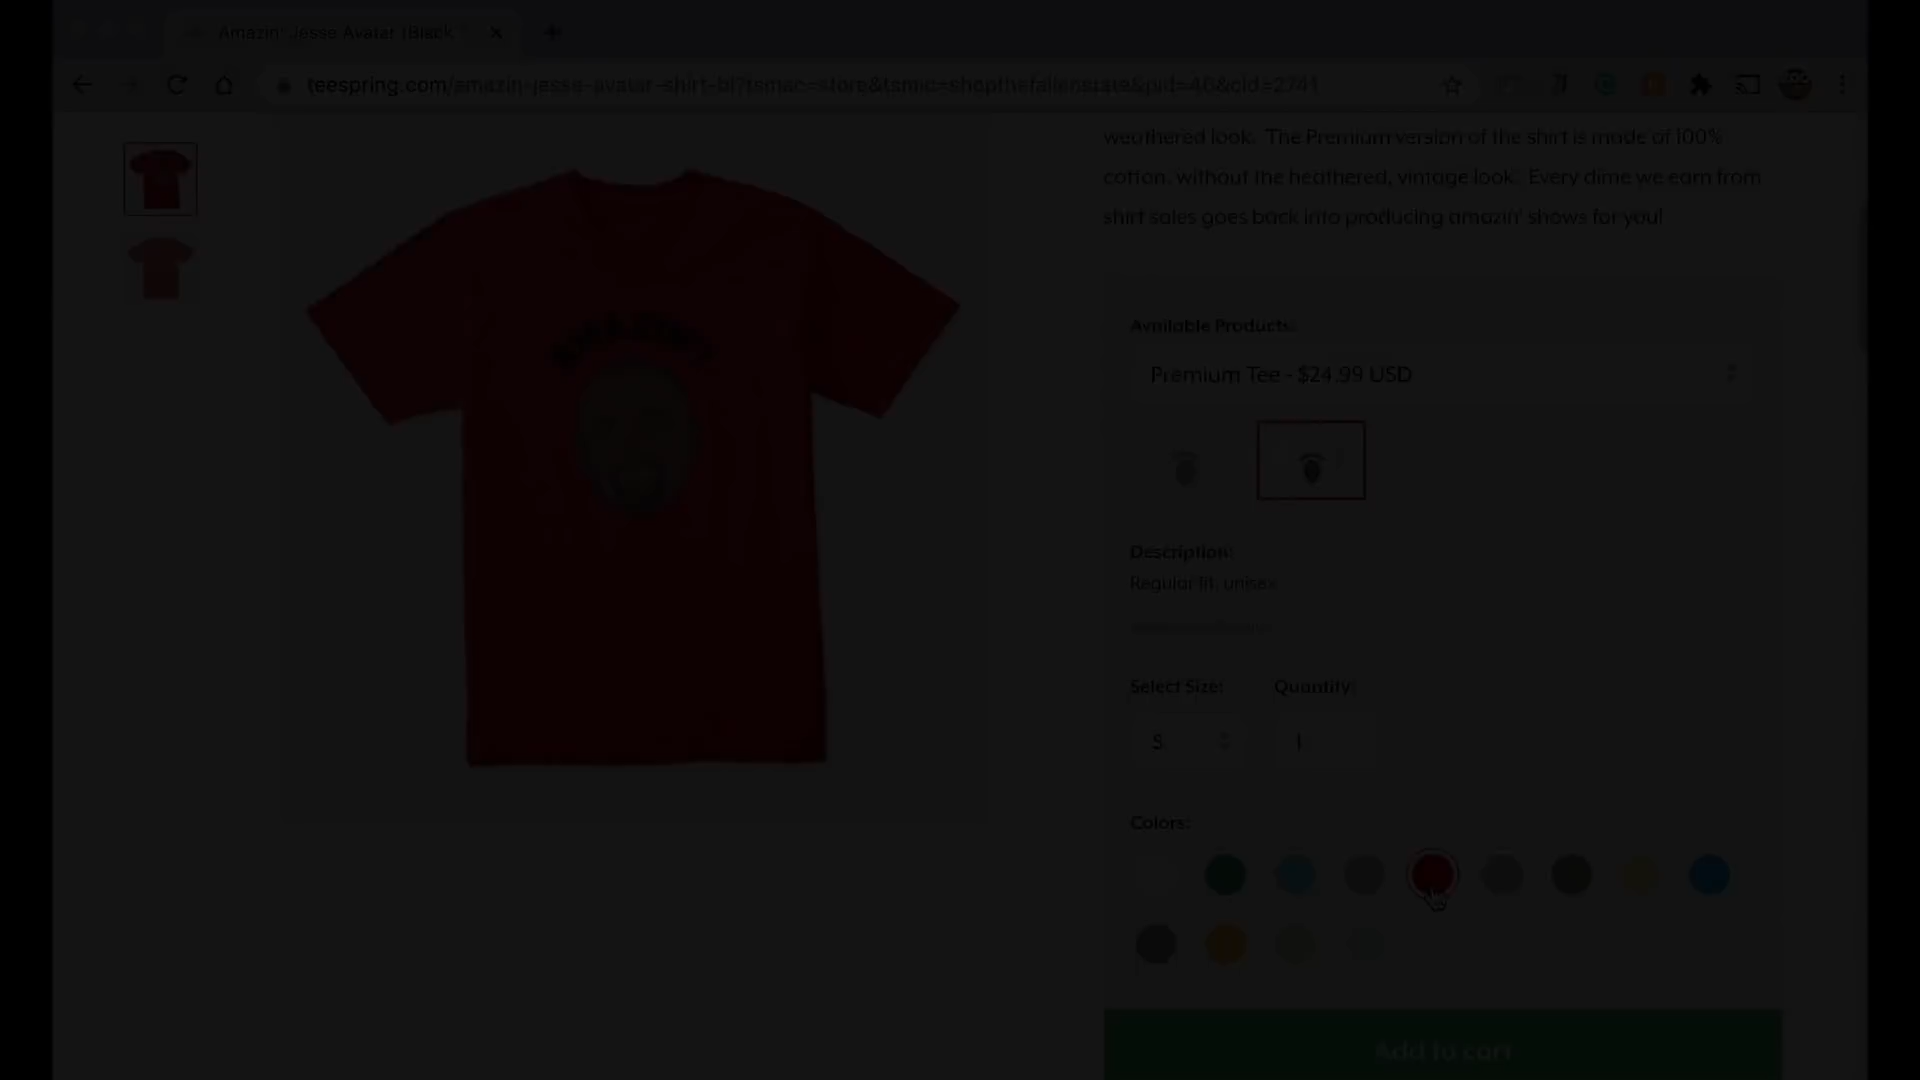 Amazin' Jesse Avatar (Black
teespring.com/amazin-jesse-avatar-shirt-bl?tsmac=store&tsmic=shopthefallenstate&pid=46&cid=2741
weathered look. The Premium version of the shirt is made of 100%
cotton, without the heathered, vintage look. Every dime we earn from
shirt sales goes back into producing amazin' shows for you!
AMAZIN'!
Available Products:
Premium Tee - $24.99 USD
Description:
Regular fit, unisex
Select Size:
Quantity:
S
1
Colors:
Add to cart